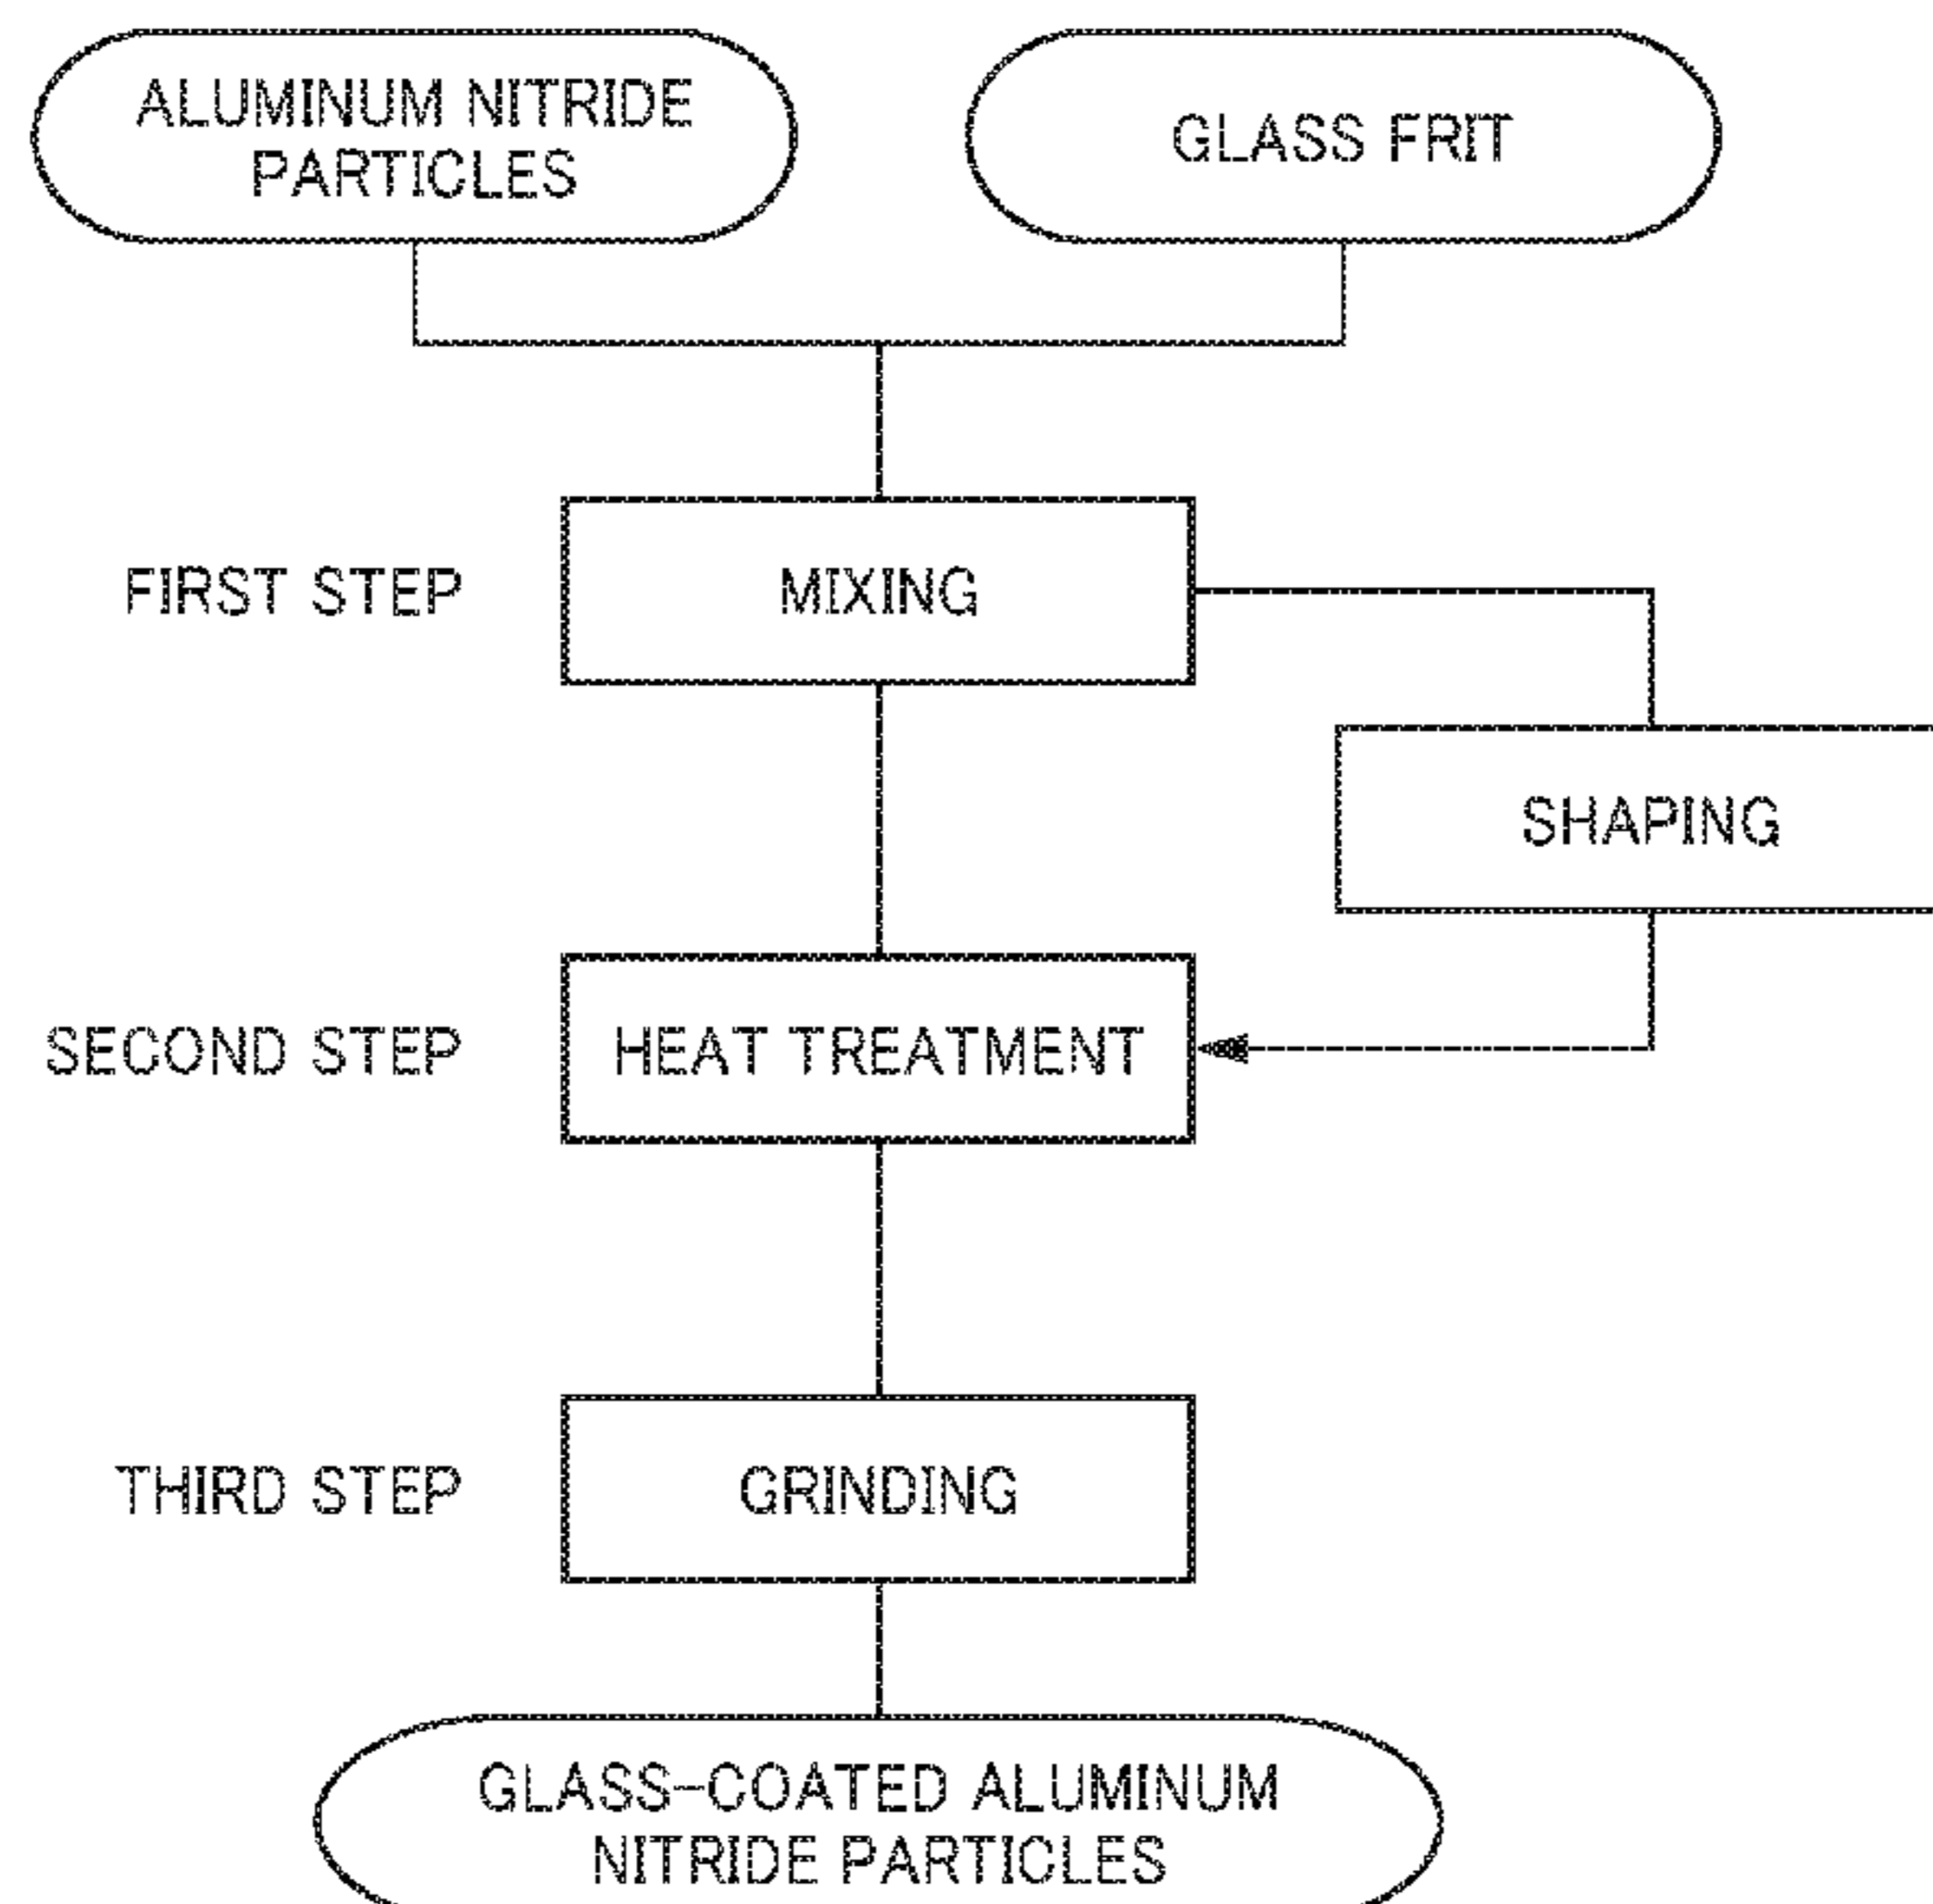 ALUMINUM NITRIDE
PARTICLES
GLASS FRIT
FIRST STEP
MIXING
SHAPING
SECOND STEP
HEAT TREATMENT
THIRD STEP
GRINDING
GLASS-COATED ALUMINUM
NITRIDE PARTICLES